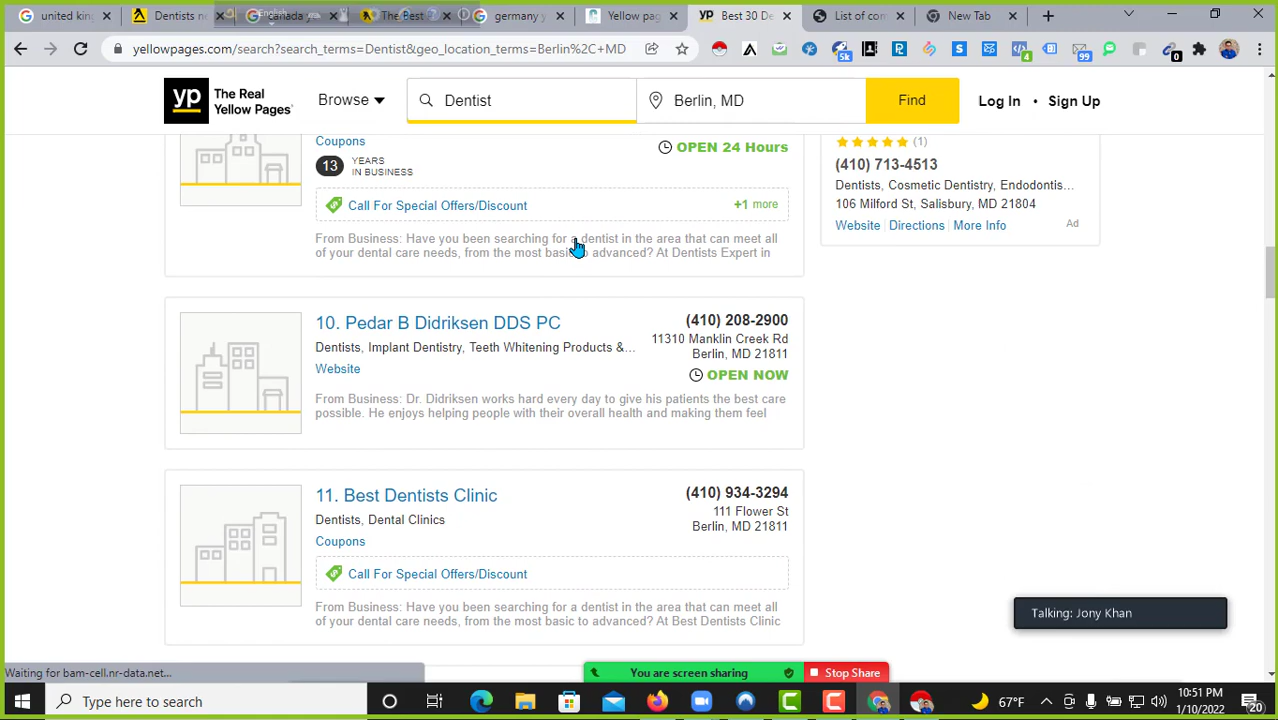 united king
Dentists ne
canada
The Best
germany y
Yellow pag
Best 30 De
List of com
New Tab
English
yellowpages.com/search?search_terms=Dentist&geo_location_terms=Berlin%2C+MD
5k
4
99
0
yp
The Real
Yellow Pages
Browse
Dentist
Berlin, MD
Find
Log In • Sign Up
Coupons
13 YEARS
IN BUSINESS
OPEN 24 Hours
Call For Special Offers/Discount
+1 more
From Business: Have you been searching for a dentist in the area that can meet all
of your dental care needs, from the most basic to advanced? At Dentists Expert in
(1)
(410) 713-4513
Dentists, Cosmetic Dentistry, Endodontis...
106 Milford St, Salisbury, MD 21804
Website | Directions | More Info
Ad
10. Pedar B Didriksen DDS PC
Dentists, Implant Dentistry, Teeth Whitening Products &...
Website
(410) 208-2900
11310 Manklin Creek Rd
Berlin, MD 21811
OPEN NOW
From Business: Dr. Didriksen works hard every day to give his patients the best care
possible. He enjoys helping people with their overall health and making them feel
11. Best Dentists Clinic
Dentists, Dental Clinics
Coupons
(410) 934-3294
111 Flower St
Berlin, MD 21811
Call For Special Offers/Discount
From Business: Have you been searching for a dentist in the area that can meet all
of your dental care needs, from the most basic to advanced? At Best Dentists Clinic
Talking: Jony Khan
Waiting for bam-cell.nr-data.net...
You are screen sharing
Stop Share
Type here to search
67°F
10:51 PM
1/10/2022
20